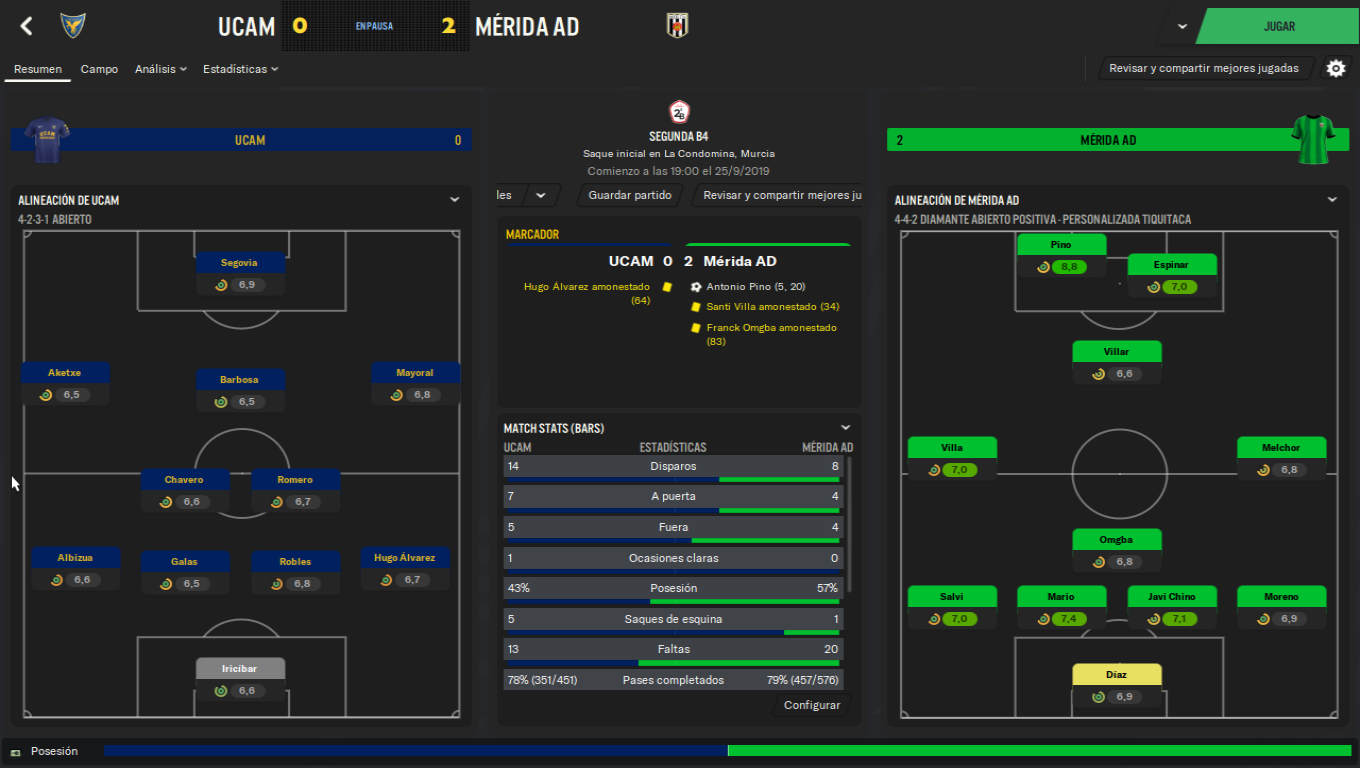 UCAM
0
EN PAUSA
2
MÉRIDA AD
JUGAR
Resumen
Campo
Análisis
Estadísticas
Revisar y compartir mejores jugadas
UCAM
0
ALINEACIÓN DE UCAM
4-2-3-1 ABIERTO
Segovia
6,9
Aketxe
6,5
Barbosa
6,5
Mayoral
6,8
Chavero
6,6
Romero
6,7
Albizua
6,6
Galas
6,5
Robles
6,8
Hugo Álvarez
6,7
Iricibar
6,6
2B
SEGUNDA B4
Saque inicial en La Condomina, Murcia
Comienzo a las 19:00 el 25/9/2019
les
Guardar partido
Revisar y compartir mejores ju
MARCADOR
UCAM 0 2 Mérida AD
Hugo Álvarez amonestado
(64)
Antonio Pino (5, 20)
Santi Villa amonestado (34)
Franck Omgba amonestado
(83)
MATCH STATS (BARS)
UCAM ESTADÍSTICAS MÉRIDA AD
14 Disparos 8
7 A puerta 4
5 Fuera 4
1 Ocasiones claras 0
43% Posesión 57%
5 Saques de esquina 1
13 Faltas 20
78% (351/451) Pases completados 79% (457/576)
Configurar
2
MÉRIDA AD
ALINEACIÓN DE MÉRIDA AD
4-4-2 DIAMANTE ABIERTO POSITIVA - PERSONALIZADA TIQUITACA
Pino
8,8
Espinar
7,0
Villar
6,6
Villa
7,0
Melchor
6,8
Omgba
6,8
Salvi
7,0
Mario
7,4
Javi Chino
7,1
Moreno
6,9
Díaz
6,9
Posesión